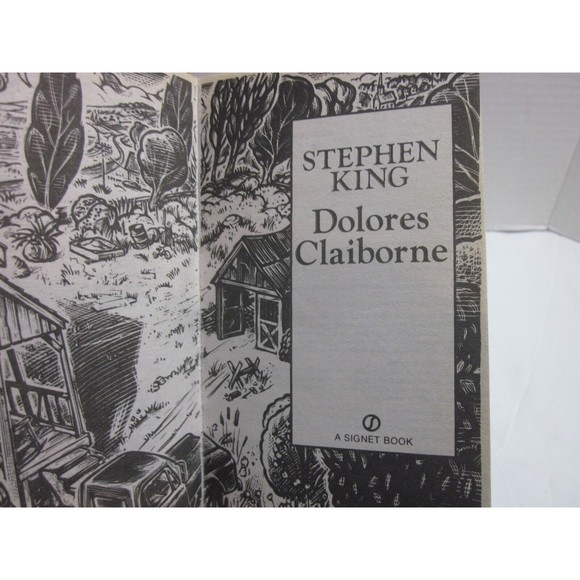 STEPHEN
KING
Dolores
Claiborne
A SIGNET BOOK